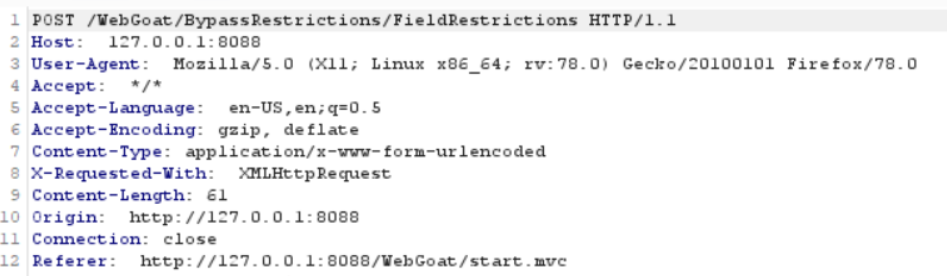 1 POST /WebGoat/BypassRestrictions/FieldRestrictions HTTP/1.1
2 Host: 127.0.0.1:8088
3 User-Agent: Mozilla/5.0 (X11; Linux x86_64; rv:78.0) Gecko/20100101 Firefox/78.0
4 Accept: */*
5 Accept-Language: en-US,en;q=0.5
6 Accept-Encoding: gzip, deflate
7 Content-Type: application/x-www-form-urlencoded
8 X-Requested-With: XMLHttpRequest
9 Content-Length: 61
10 Origin: http://127.0.0.1:8088
11 Connection: close
12 Referer: http://127.0.0.1:8088/WebGoat/start.mvc